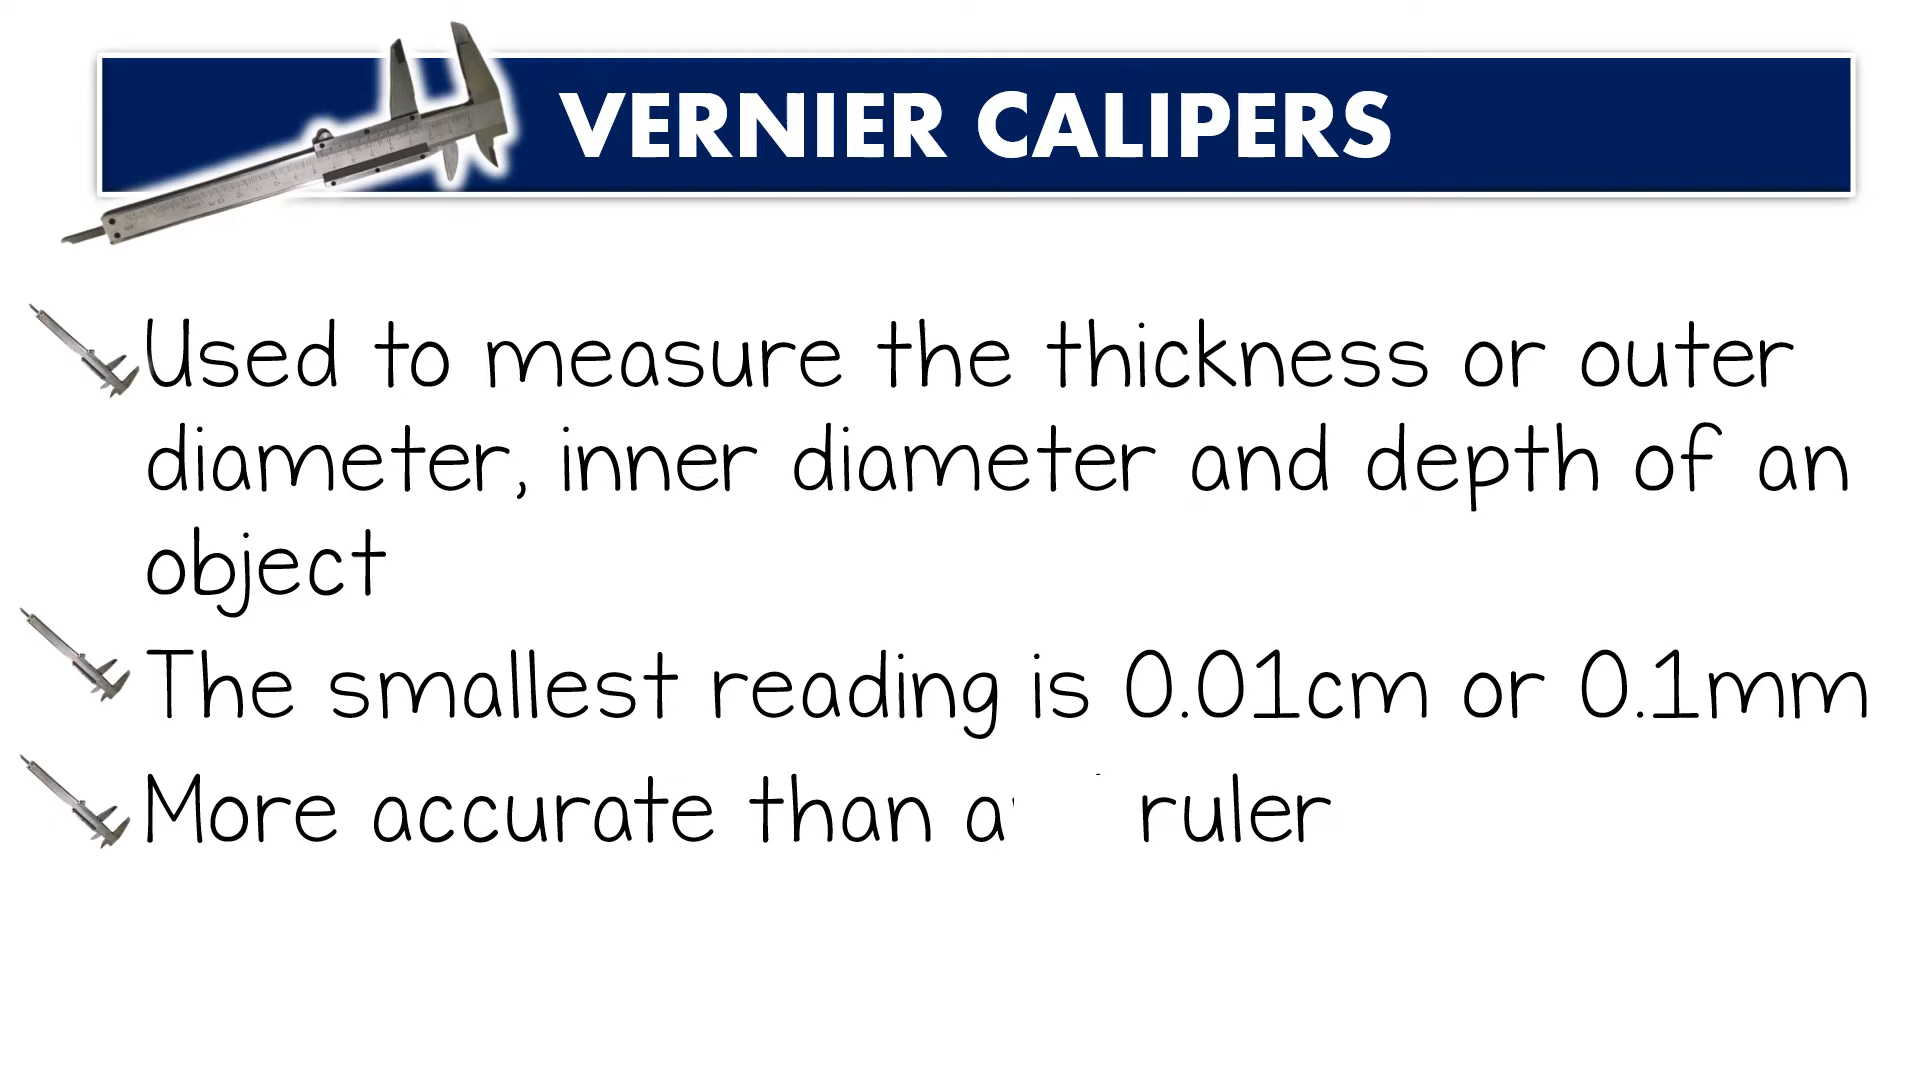 VERNIER CALIPERS
Used to measure the thickness or outer
diameter, inner diameter and depth of an
object
The smallest reading is 0.01cm or 0.1mm
More accurate than a ruler